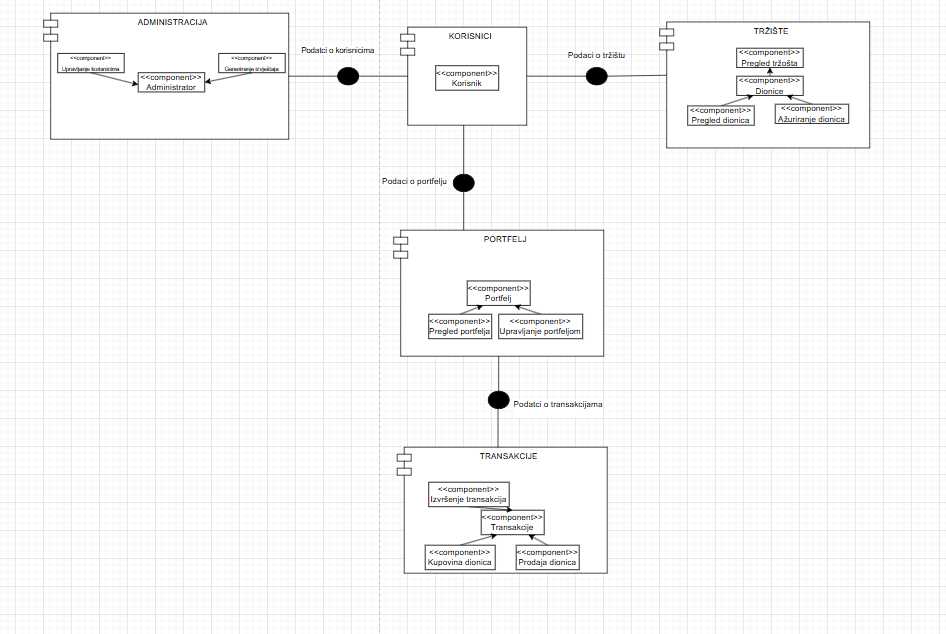 ADMINISTRACIJA
<<component>>
Upravljanje korisnicima
<<component>>
Generiranje izvještaja
<<component>>
Administrator
Podatci o korisnicima
KORISNICI
<<component>>
Korisnik
Podaci o tržištu
TRŽIŠTE
<<component>>
Pregled tržošta
<<component>>
Dionice
<<component>>
Pregled dionica
<<component>>
Ažuriranje dionica
Podaci o portfelju
PORTFELJ
<<component>>
Portfelj
<<component>>
Pregled portfelja
<<component>>
Upravljanje portfeljom
Podatci o transakcijama
TRANSAKCIJE
<<component>>
Izvršenje transakcija
<<component>>
Transakcije
<<component>>
Kupovina dionica
<<component>>
Prodaja dionica